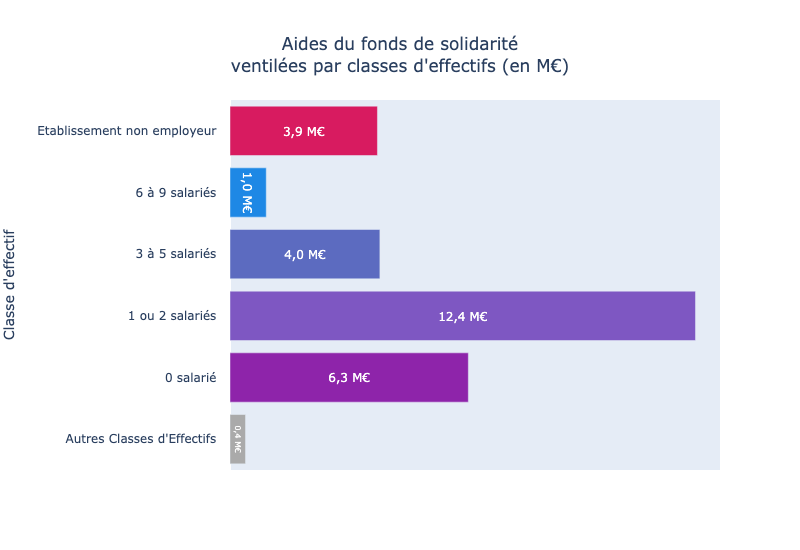 Aides du fonds de solidarité
ventilées par classes d'effectifs (en M€)
Classe d'effectif
Etablissement non employeur
3,9 M€
6 à 9 salariés
1,0 M€
3 à 5 salariés
4,0 M€
1 ou 2 salariés
12,4 M€
0 salarié
6,3 M€
Autres Classes d'Effectifs
0,4 M€